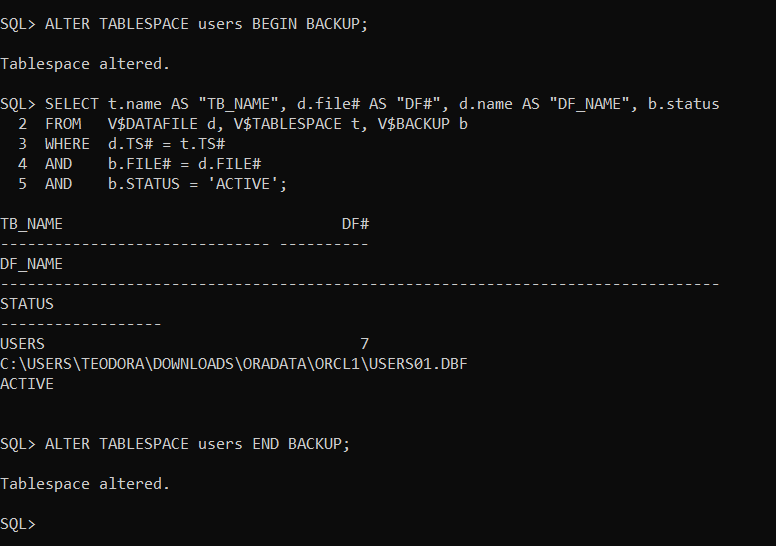 SQL> ALTER TABLESPACE users BEGIN BACKUP;
Tablespace altered.
SQL> SELECT t.name AS "TB_NAME", d.file# AS "DF#", d.name AS "DF_NAME", b.status
  2  FROM   V$DATAFILE d, V$TABLESPACE t, V$BACKUP b
  3  WHERE  d.TS# = t.TS#
  4  AND    b.FILE# = d.FILE#
  5  AND    b.STATUS = 'ACTIVE';
TB_NAME                               DF#
------------------------------ ----------
DF_NAME
--------------------------------------------------------------------------------
STATUS
------------------
USERS                                   7
C:\USERS\TEODORA\DOWNLOADS\ORADATA\ORCL1\USERS01.DBF
ACTIVE
SQL> ALTER TABLESPACE users END BACKUP;
Tablespace altered.
SQL>